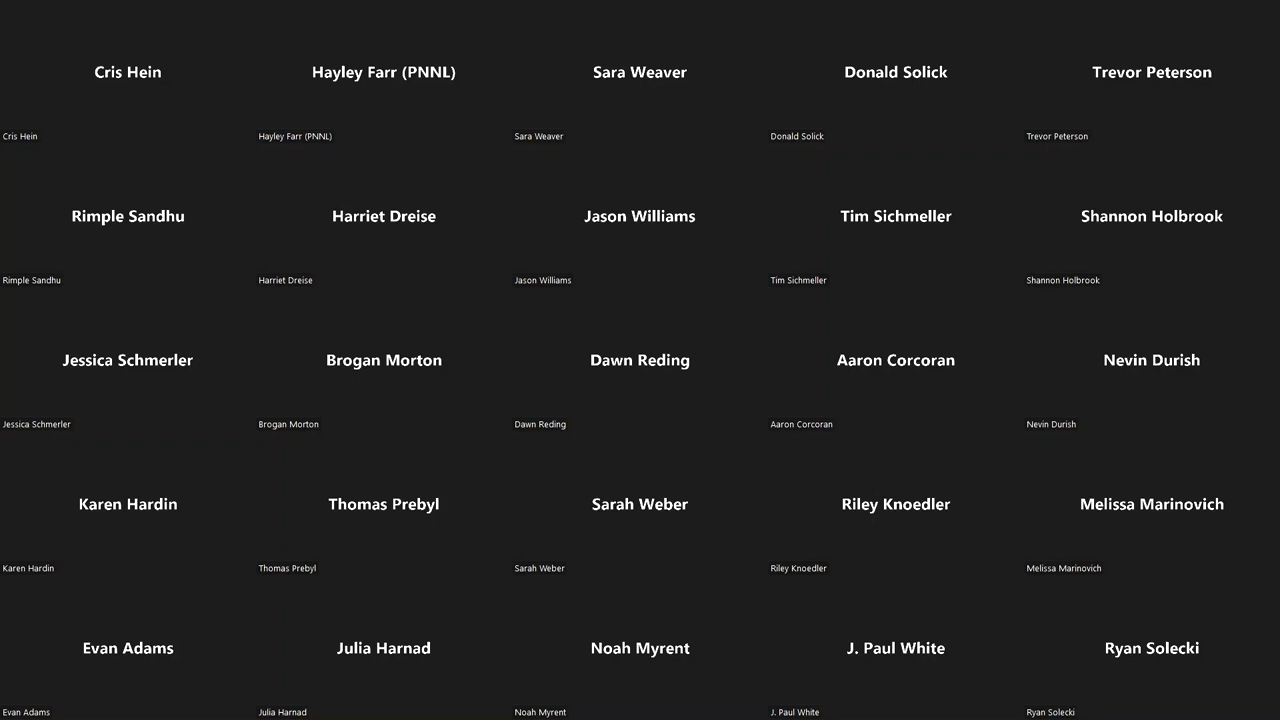 Cris Hein
Hayley Farr (PNNL)
Sara Weaver
Donald Solick
Trevor Peterson
Cris Hein
Hayley Farr (PNNL)
Sara Weaver
Donald Solick
Trevor Peterson
Rimple Sandhu
Harriet Dreise
Jason Williams
Tim Sichmeller
Shannon Holbrook
Rimple Sandhu
Harriet Dreise
Jason Williams
Tim Sichmeller
Shannon Holbrook
Jessica Schmerler
Brogan Morton
Dawn Reding
Aaron Corcoran
Nevin Durish
Jessica Schmerler
Brogan Morton
Dawn Reding
Aaron Corcoran
Nevin Durish
Karen Hardin
Thomas Prebyl
Sarah Weber
Riley Knoedler
Melissa Marinovich
Karen Hardin
Thomas Prebyl
Sarah Weber
Riley Knoedler
Melissa Marinovich
Evan Adams
Julia Harnad
Noah Myrent
J. Paul White
Ryan Solecki
Evan Adams
Julia Harnad
Noah Myrent
J. Paul White
Ryan Solecki